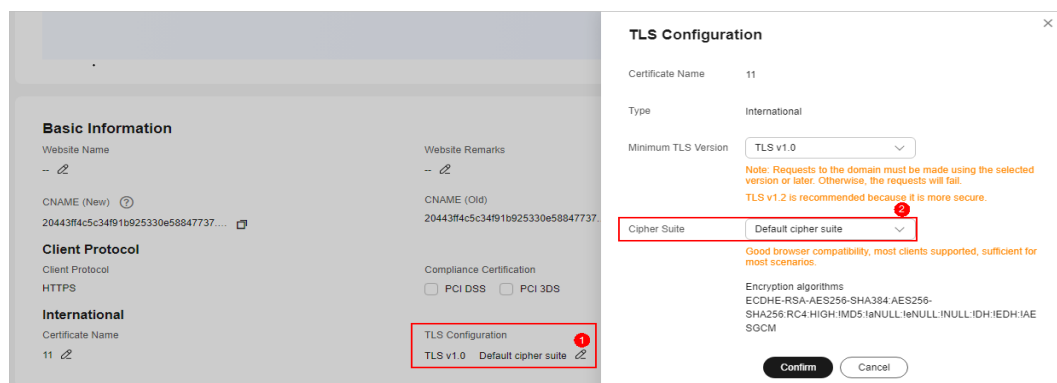 Basic Information
Website Name
Website Remarks
--
--
CNAME (New) ?
CNAME (Old)
20443ff4c5c34f91b925330e58847737....
20443ff4c5c34f91b925330e58847737.
Client Protocol
Client Protocol
Compliance Certification
HTTPS
PCI DSS
PCI 3DS
International
Certificate Name
TLS Configuration
1
11
TLS v1.0 Default cipher suite
TLS Configuration
Certificate Name 11
Type International
Minimum TLS Version TLS v1.0
Note: Requests to the domain must be made using the selected
version or later. Otherwise, the requests will fail.
TLS v1.2 is recommended because it is more secure.
2
Cipher Suite Default cipher suite
Good browser compatibility, most clients supported, sufficient for
most scenarios.
Encryption algorithms
ECDHE-RSA-AES256-SHA384:AES256-
SHA256:RC4:HIGH:!MD5:!aNULL:!eNULL:!NULL:!DH:!EDH:!AE
SGCM
Confirm
Cancel